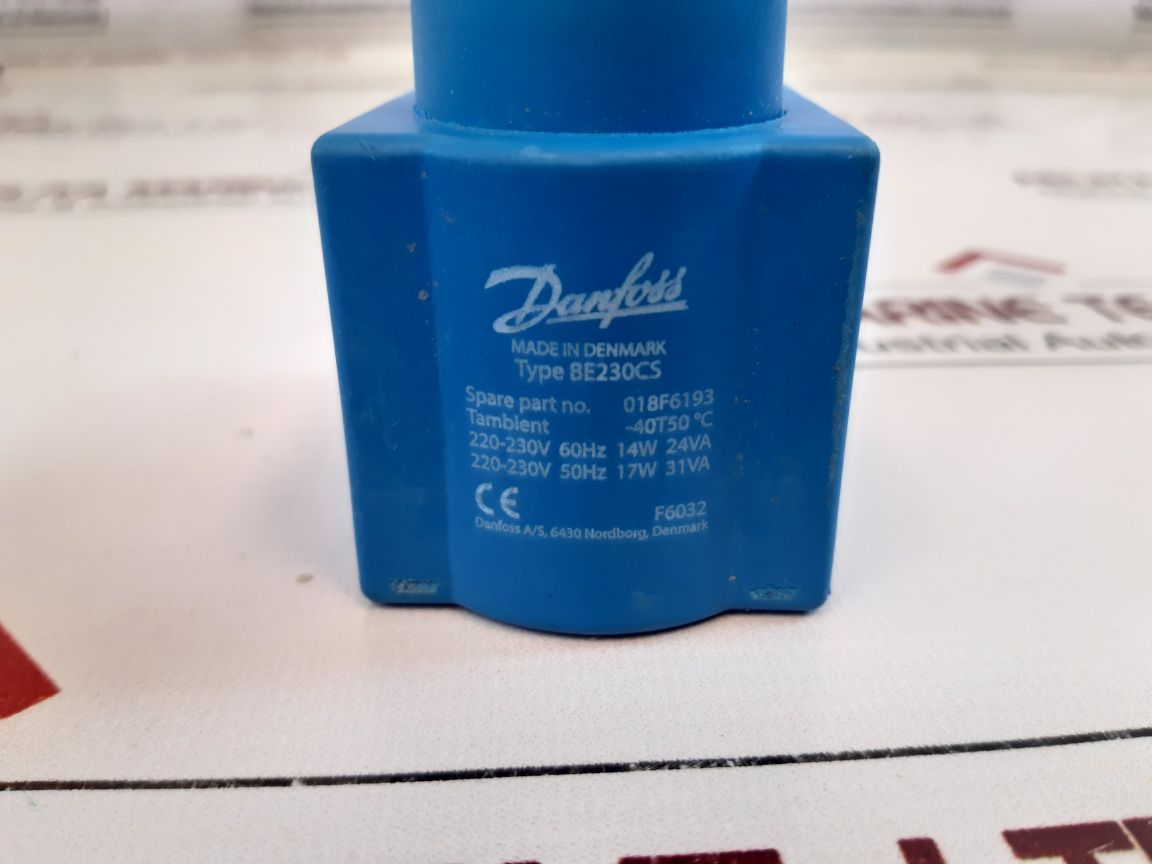 Danfoss
MADE IN DENMARK
Type BE230CS
Spare part no. 018F6193
Tambient -40T50 °C
220-230V 60Hz 14W 24VA
220-230V 50Hz 17W 31VA
CE F6032
Danfoss A/S, 6430 Nordborg, Denmark